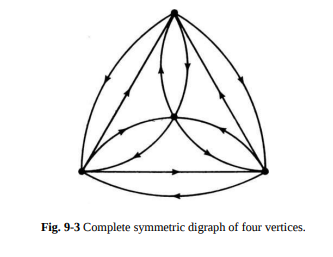 Fig. 9-3 Complete symmetric digraph of four vertices.